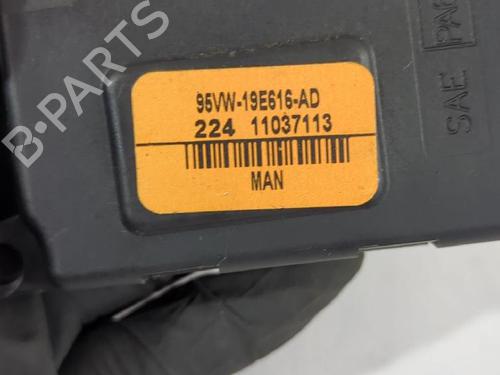 95VW-19E616-AD
224 11037113
MAN
SAE
B-PARTS